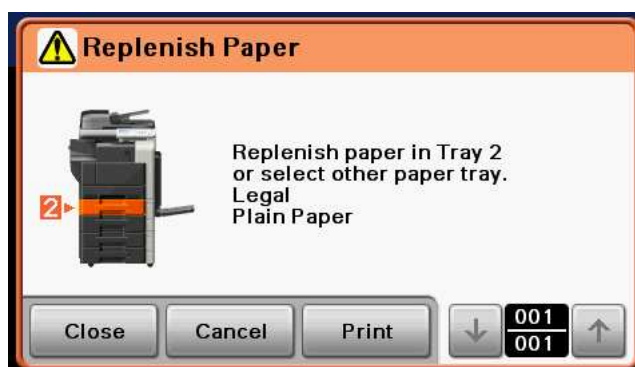 Replenish Paper
Replenish paper in Tray 2
or select other paper tray.
Legal
Plain Paper
2
Close
Cancel
Print
001
001